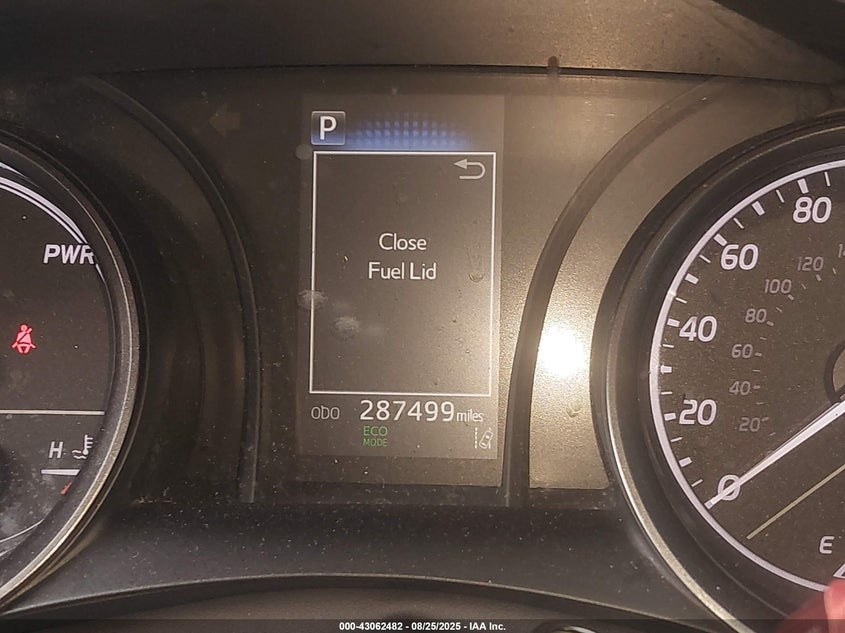 P
Close
Fuel Lid
ODO 287499 miles
ECO
MODE
PWR
H
80
60
40
20
0
120
100
80
60
40
20
E
000-43062482 - 08/25/2025 - IAA Inc.